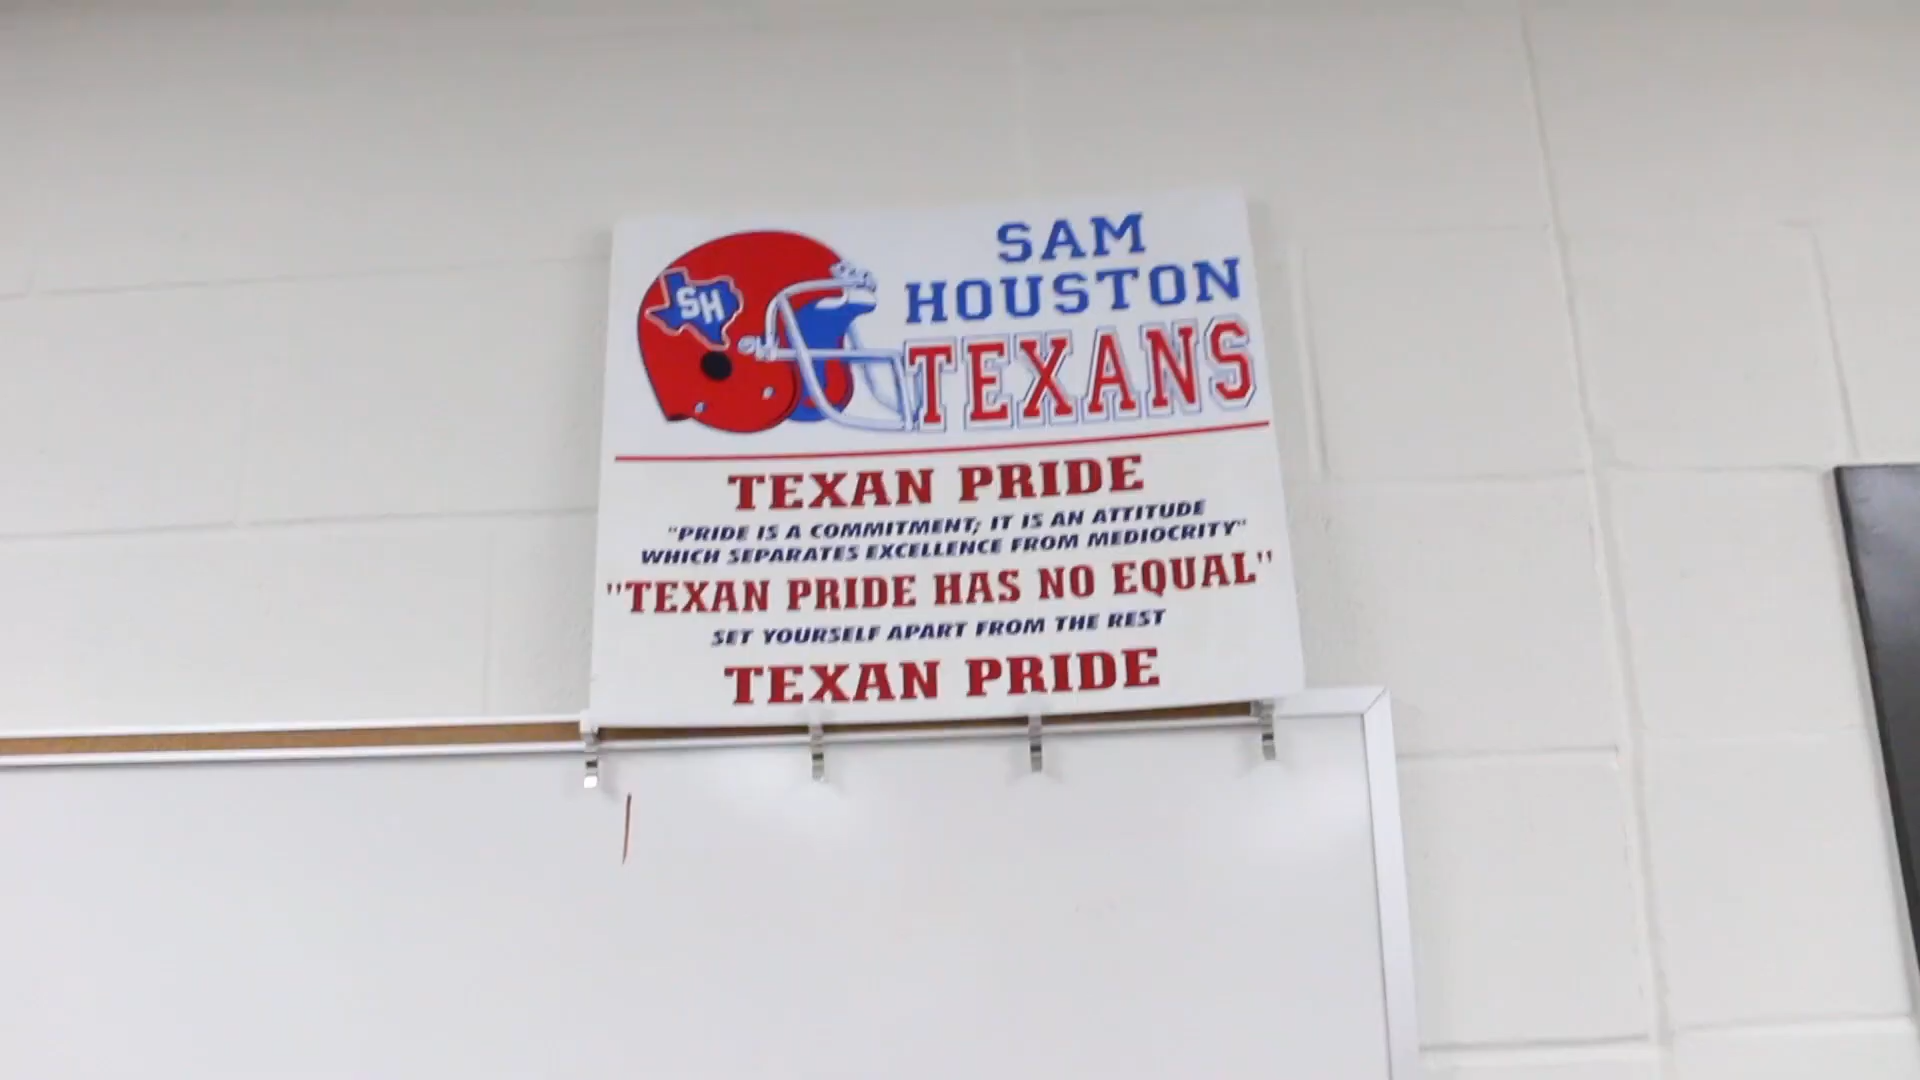 SH
SAM
HOUSTON
TEXANS
TEXAN PRIDE
"PRIDE IS A COMMITMENT; IT IS AN ATTITUDE
WHICH SEPARATES EXCELLENCE FROM MEDIOCRITY"
"TEXAN PRIDE HAS NO EQUAL"
SET YOURSELF APART FROM THE REST
TEXAN PRIDE